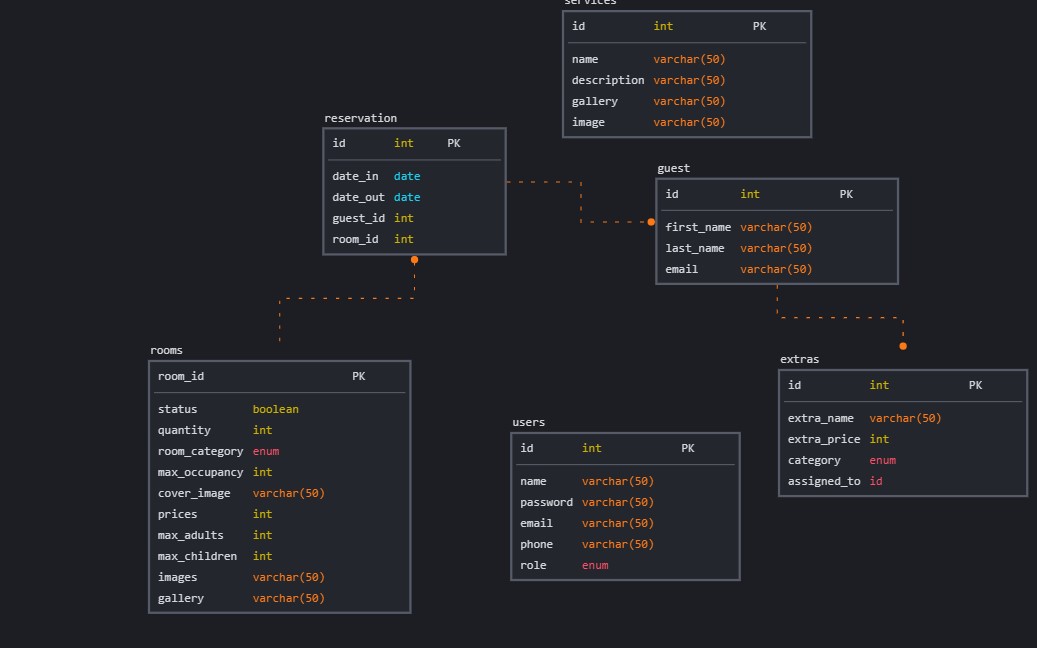 services
id int PK
name varchar(50)
description varchar(50)
gallery varchar(50)
image varchar(50)
reservation
id int PK
date_in date
date_out date
guest_id int
room_id int
guest
id int PK
first_name varchar(50)
last_name varchar(50)
email varchar(50)
rooms
room_id PK
status boolean
quantity int
room_category enum
max_occupancy int
cover_image varchar(50)
prices int
max_adults int
max_children int
images varchar(50)
gallery varchar(50)
extras
id int PK
extra_name varchar(50)
extra_price int
category enum
assigned_to id
users
id int PK
name varchar(50)
password varchar(50)
email varchar(50)
phone varchar(50)
role enum